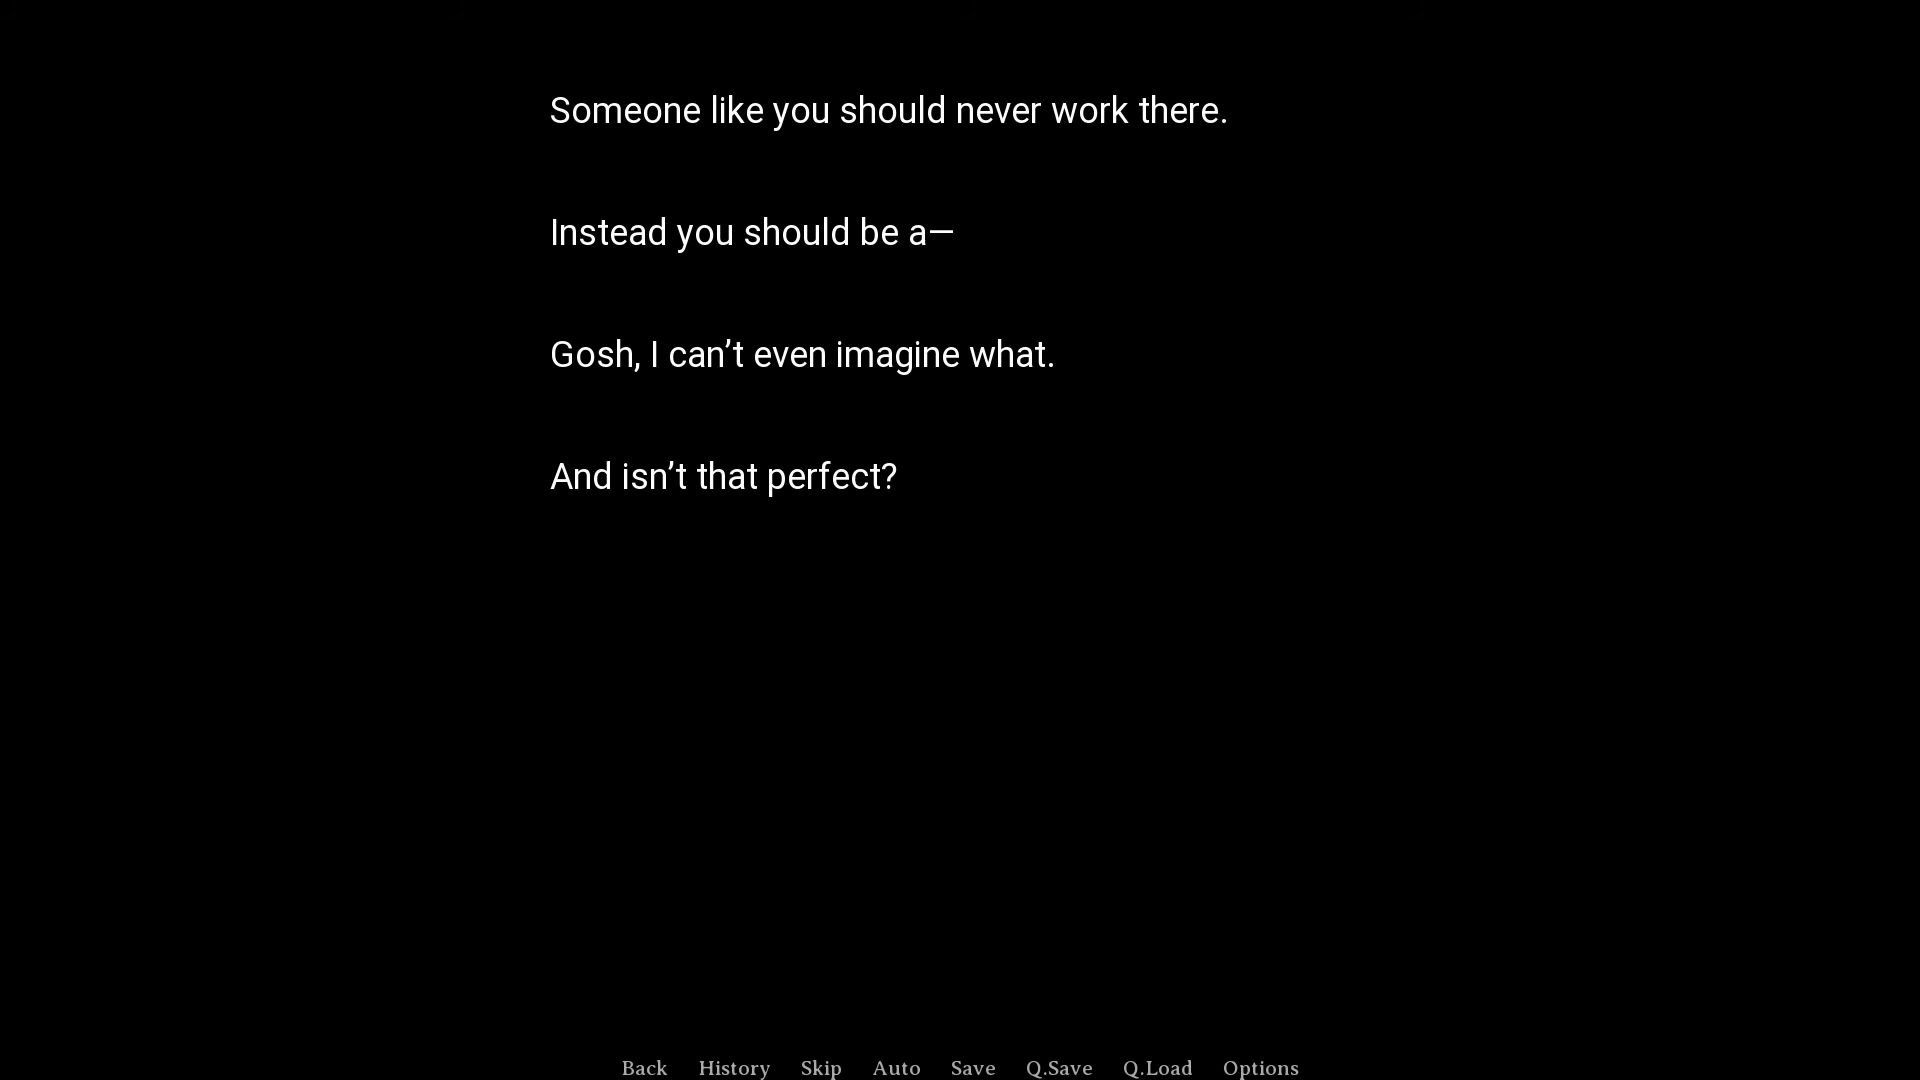 Someone like you should never work there.
Instead you should be a—
Gosh, I can’t even imagine what.
And isn’t that perfect?
Back History Skip Auto Save Q.Save Q.Load Options